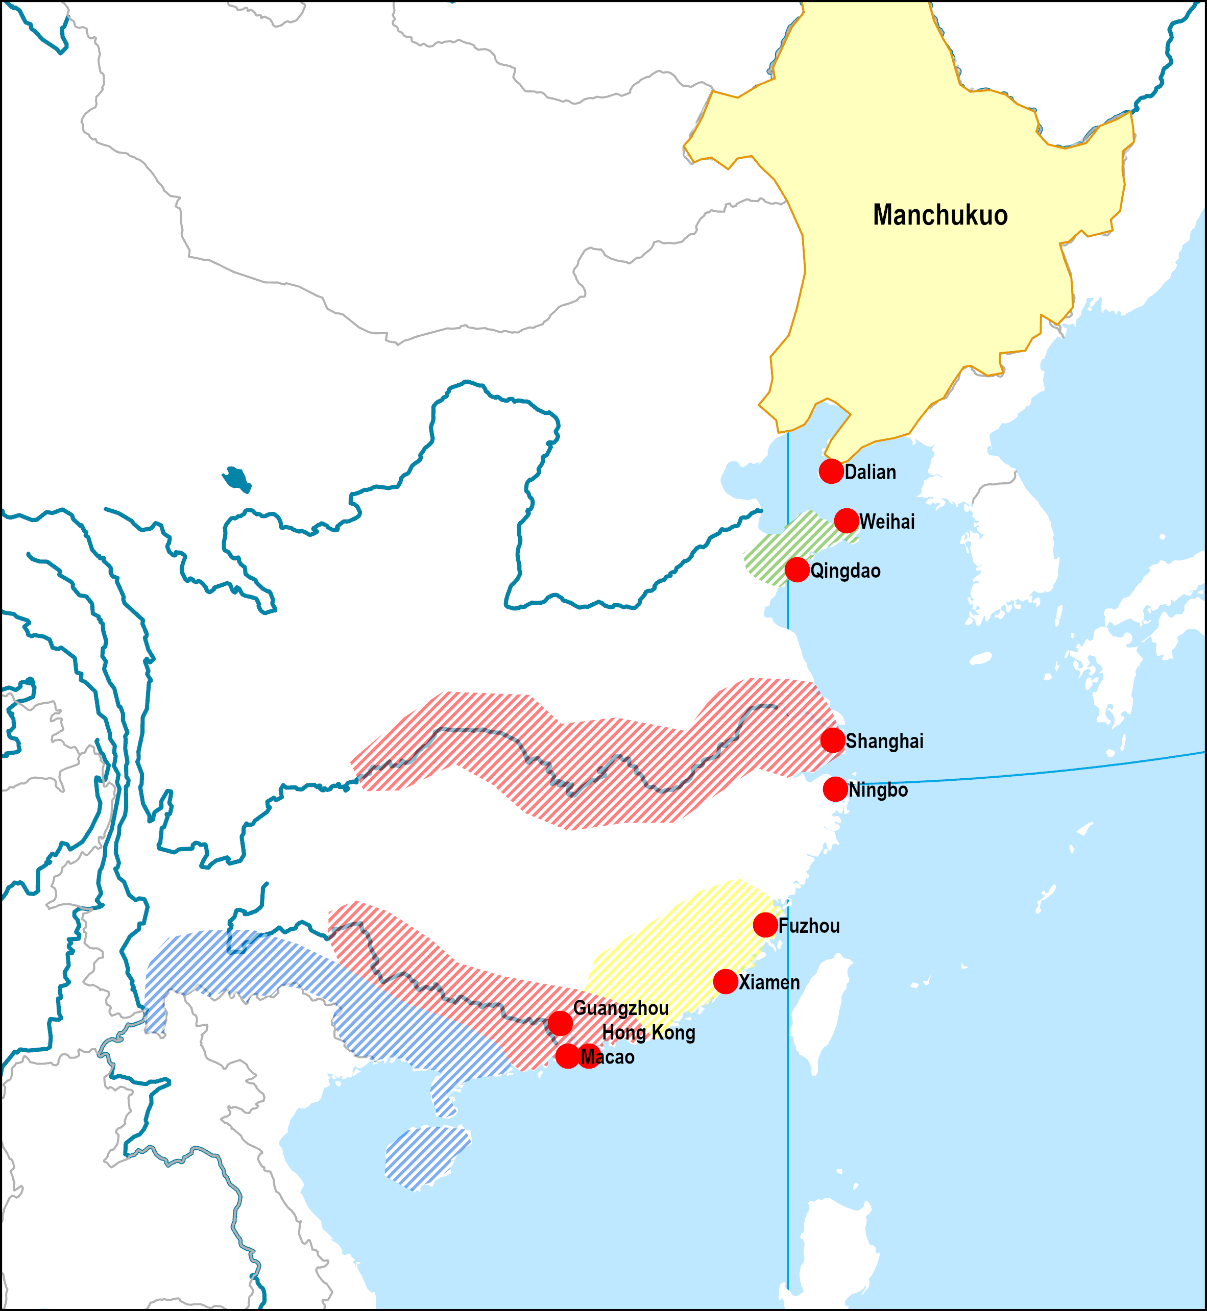 Manchukuo
Dalian
Weihai
Qingdao
Shanghai
Ningbo
Fuzhou
Xiamen
Guangzhou
Hong Kong
Macao